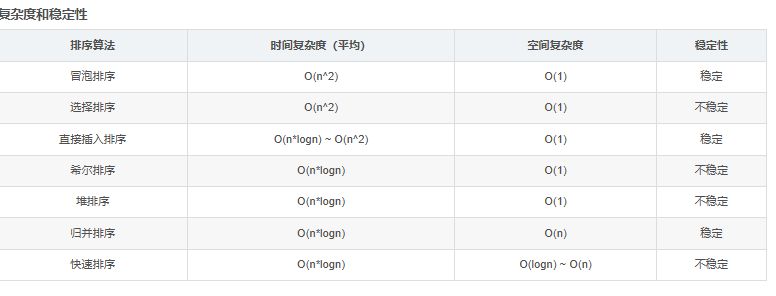 复杂度和稳定性
排序算法 时间复杂度（平均） 空间复杂度 稳定性
冒泡排序 O(n^2) O(1) 稳定
选择排序 O(n^2) O(1) 不稳定
直接插入排序 O(n*logn) ~ O(n^2) O(1) 稳定
希尔排序 O(n*logn) O(1) 不稳定
堆排序 O(n*logn) O(1) 不稳定
归并排序 O(n*logn) O(n) 稳定
快速排序 O(n*logn) O(logn) ~ O(n) 不稳定